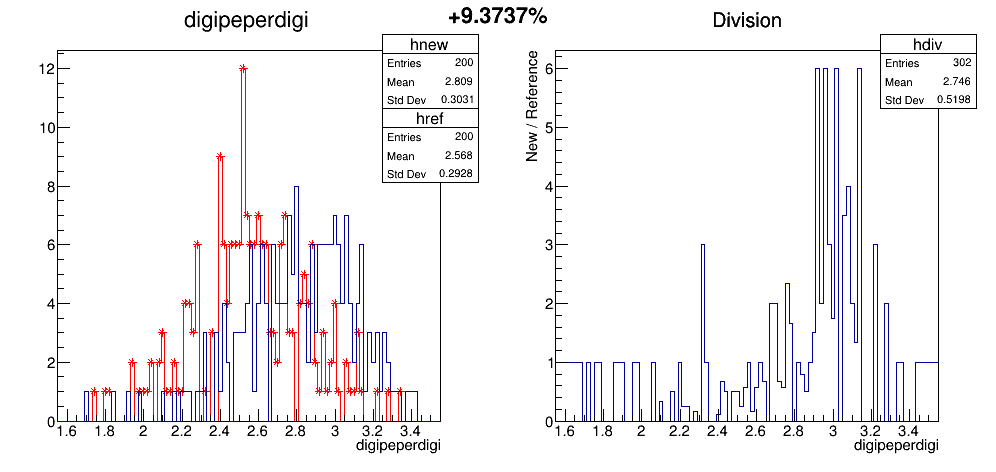 +9.3737%
digipeperdigi
hnew
Entries 200
Mean 2.809
Std Dev 0.3031
href
Entries 200
Mean 2.568
Std Dev 0.2928
12
10
8
6
4
2
0
1.6 1.8 2 2.2 2.4 2.6 2.8 3 3.2 3.4
digipeperdigi
Division
hdiv
Entries 302
Mean 2.746
Std Dev 0.5198
New / Reference
6
5
4
3
2
1
0
1.6 1.8 2 2.2 2.4 2.6 2.8 3 3.2 3.4
digipeperdigi